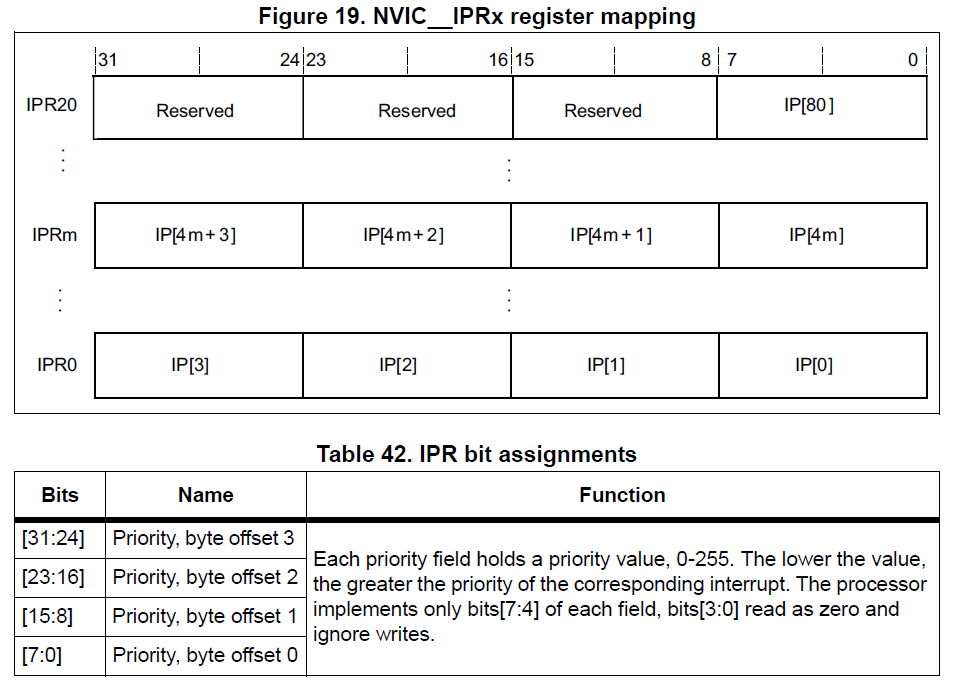 Figure 19. NVIC__IPRx register mapping
31 24 23 16 15 8 7 0
IPR20 Reserved Reserved Reserved IP[80]
IPRm IP[4m+3] IP[4m+2] IP[4m+1] IP[4m]
IPR0 IP[3] IP[2] IP[1] IP[0]
Table 42. IPR bit assignments
Bits Name Function
[31:24] Priority, byte offset 3
[23:16] Priority, byte offset 2
[15:8] Priority, byte offset 1
[7:0] Priority, byte offset 0
Each priority field holds a priority value, 0-255. The lower the value,
the greater the priority of the corresponding interrupt. The processor
implements only bits[7:4] of each field, bits[3:0] read as zero and
ignore writes.